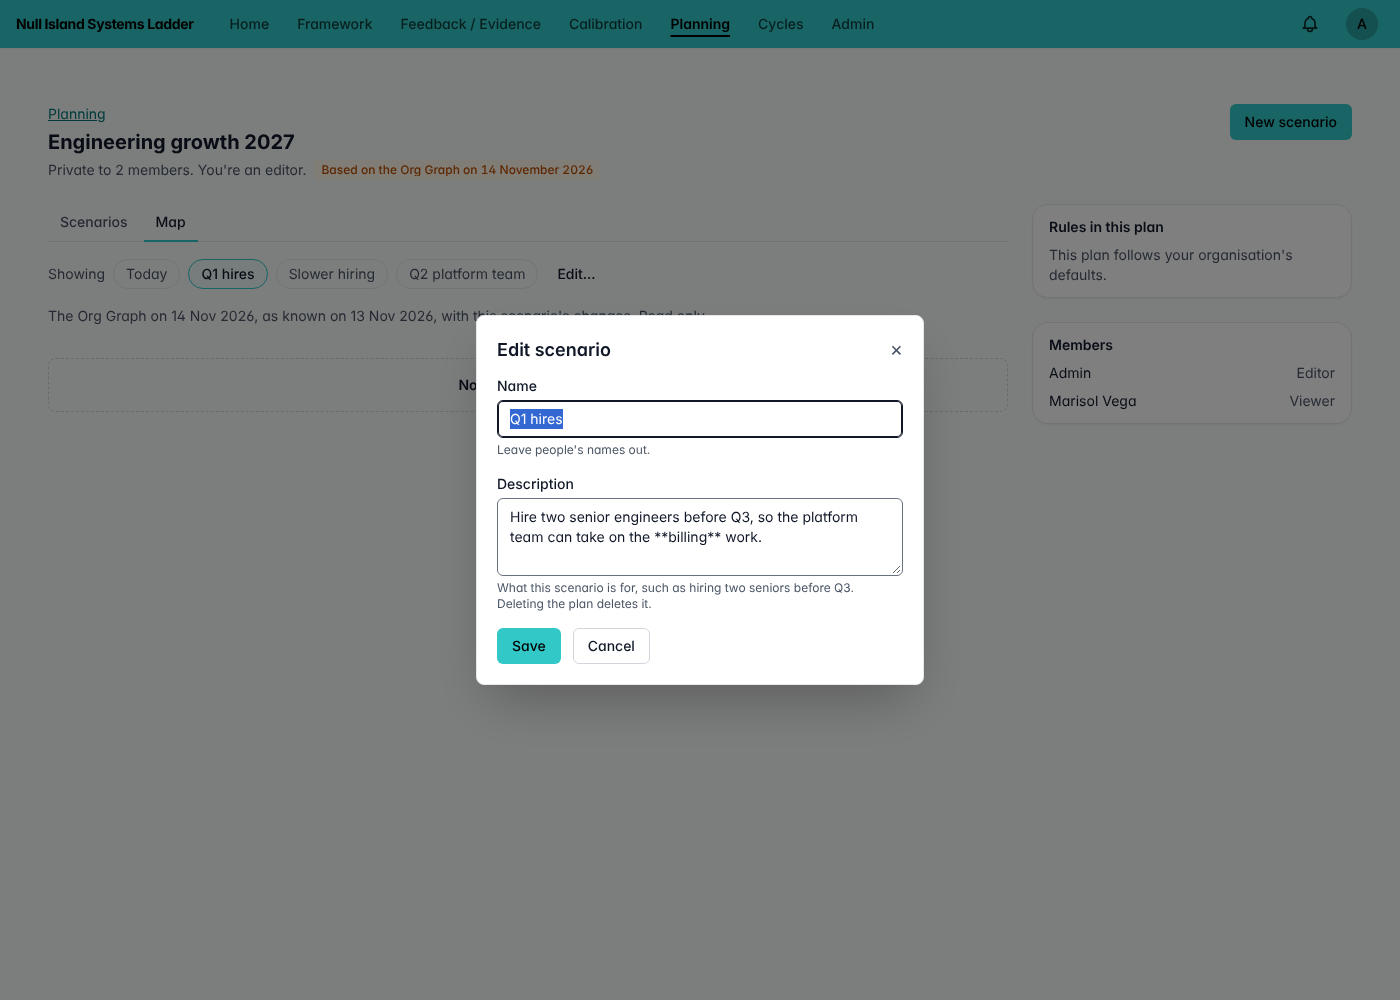 Null Island Systems Ladder Home Framework Feedback / Evidence Calibration Planning Cycles Admin A
Planning
New scenario
Engineering growth 2027
Private to 2 members. You're an editor. Based on the Org Graph on 14 November 2026
Scenarios Map
Showing Today Q1 hires Slower hiring Q2 platform team Edit...
The Org Graph on 14 Nov 2026, as known on 13 Nov 2026, with this scenario's changes. Read only.
No
Rules in this plan
This plan follows your organisation's
defaults.
Members
Admin Editor
Marisol Vega Viewer
Edit scenario
Name
Q1 hires
Leave people's names out.
Description
Hire two senior engineers before Q3, so the platform
team can take on the **billing** work.
What this scenario is for, such as hiring two seniors before Q3.
Deleting the plan deletes it.
Save Cancel